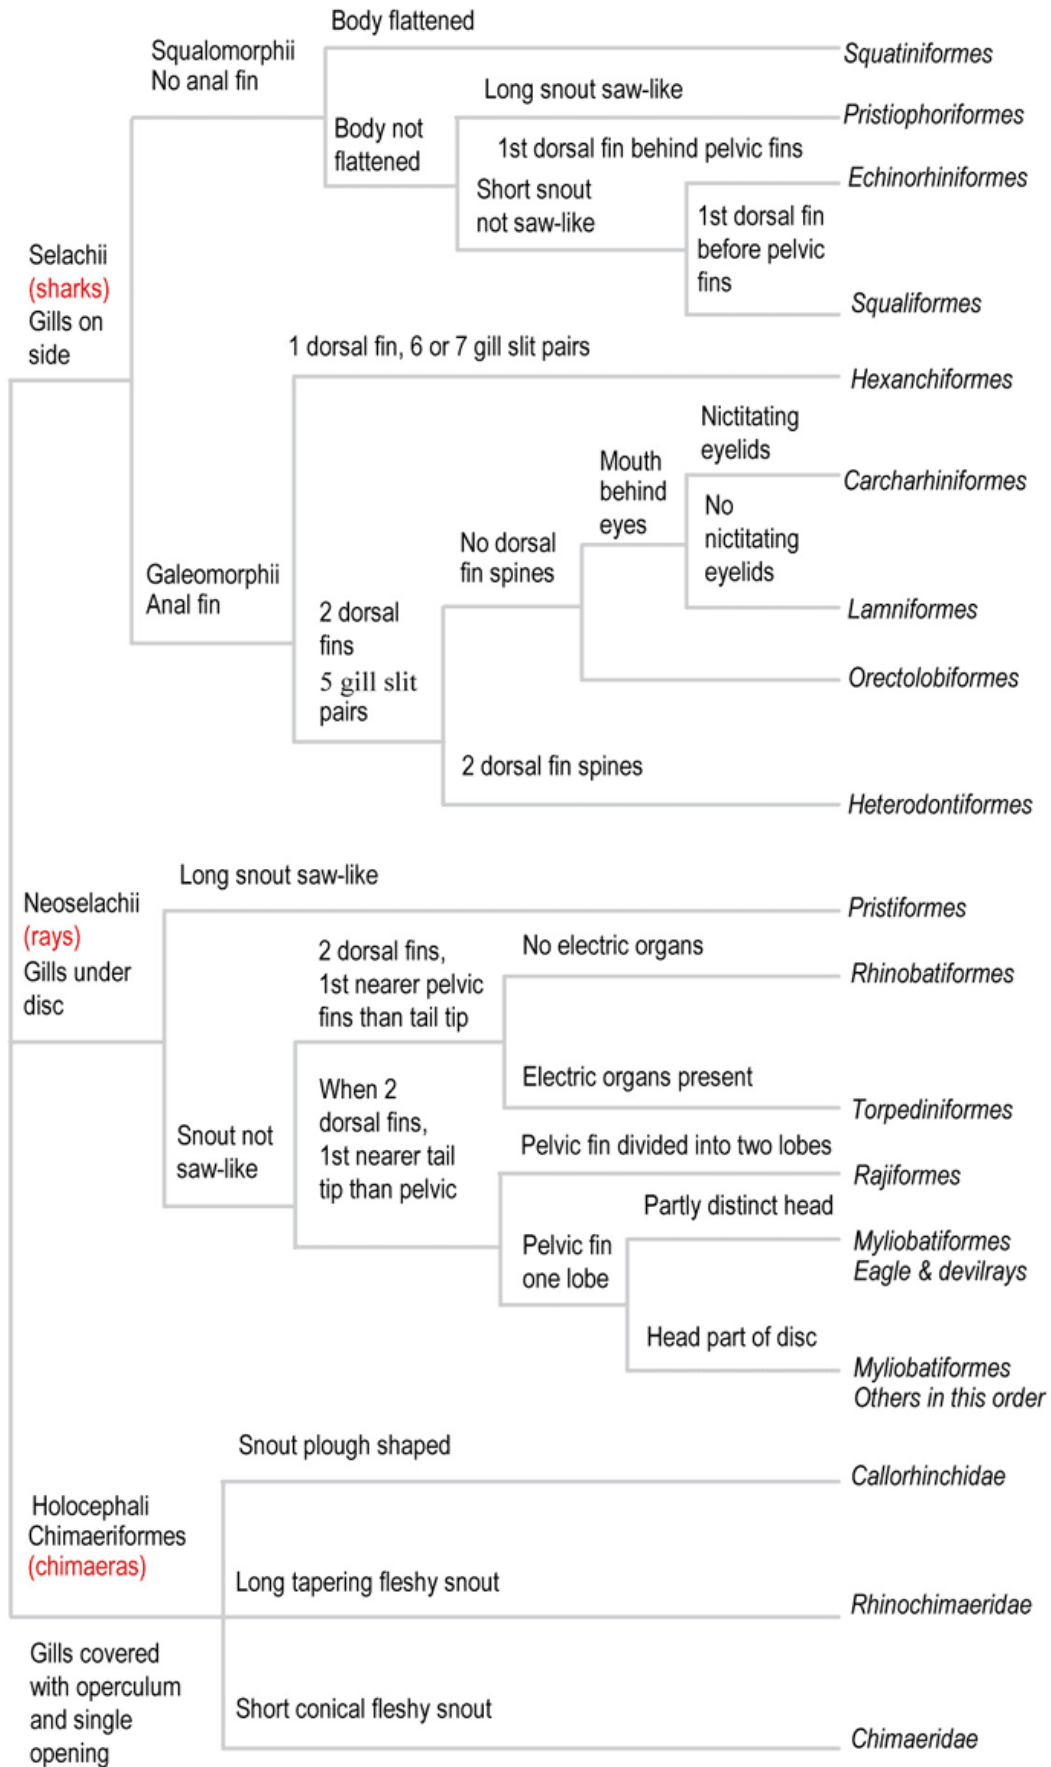 Body flattened
Squalomorphii
No anal fin
Squatiniformes
Long snout saw-like
Pristiophoriformes
Body not
flattened
1st dorsal fin behind pelvic fins
Echinorhiniformes
Short snout
not saw-like
1st dorsal fin
before pelvic
fins
Squaliformes
Selachii
(sharks)
Gills on
side
1 dorsal fin, 6 or 7 gill slit pairs
Hexanchiformes
Nictitating
eyelids
Carcharhiniformes
Mouth
behind
eyes
No
nictitating
eyelids
No dorsal
fin spines
Lamniformes
Galeomorphii
Anal fin
2 dorsal
fins
5 gill slit
pairs
Orectolobiformes
2 dorsal fin spines
Heterodontiformes
Long snout saw-like
Neoselachii
(rays)
Gills under
disc
Pristiformes
2 dorsal fins,
1st nearer pelvic
fins than tail tip
No electric organs
Rhinobatiformes
Electric organs present
Torpediniformes
When 2
dorsal fins,
1st nearer tail
tip than pelvic
Snout not
saw-like
Pelvic fin divided into two lobes
Rajiformes
Partly distinct head
Pelvic fin
one lobe
Myliobatiformes
Eagle & devilrays
Head part of disc
Myliobatiformes
Others in this order
Snout plough shaped
Callorhinchidae
Holocephali
Chimaeriformes
(chimaeras)
Long tapering fleshy snout
Rhinochimaeridae
Gills covered
with operculum
and single
opening
Short conical fleshy snout
Chimaeridae